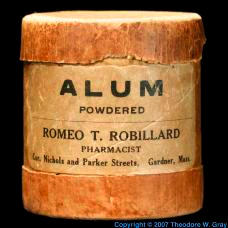 ALUM
POWDERED
ROMEO T. ROBILLARD
PHARMACIST
Cor. Nichols and Parker Streets, Gardner, Mass.
Copyright © 2007 Theodore W. Gray